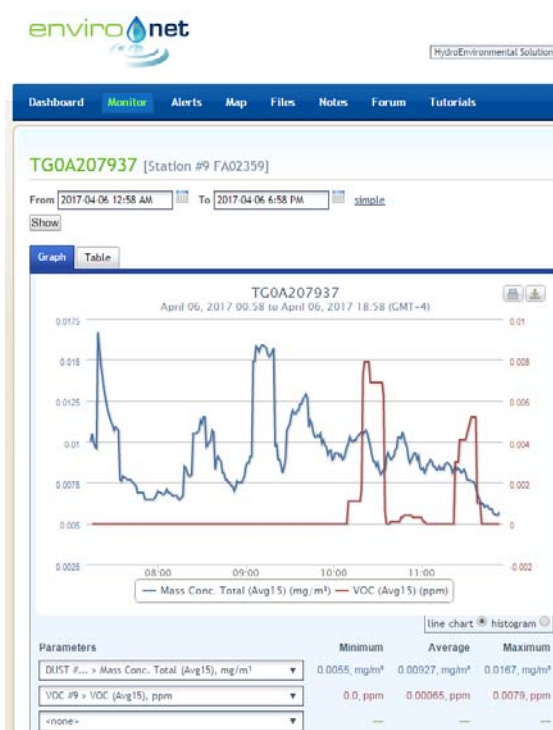 enviro net
HydroEnvironmental Solution
Dashboard Monitor Alerts Map Files Notes Forum Tutorials
TG0A207937 [Station #9 FA02359]
From 2017-04-06 12:58 AM To 2017-04-06 6:58 PM simple
Show
Graph Table
TG0A207937
April 06, 2017 00:58 to April 06, 2017 18:58 (GMT-4)
0.0175 0.01
0.015 0.008
0.0125 0.006
0.01 0.004
0.0075 0.002
0.005 0
0.0025 -0.002
08:00 09:00 10:00 11:00
Mass Conc. Total (Avg15) (mg/m³) VOC (Avg15) (ppm)
line chart histogram
Parameters Minimum Average Maximum
DUST #... > Mass Conc. Total (Avg15), mg/m³ 0.0055, mg/m³ 0.00927, mg/m³ 0.0167, mg/m³
VOC #9 > VOC (Avg15), ppm 0.0, ppm 0.00065, ppm 0.0079, ppm
<none> — — —